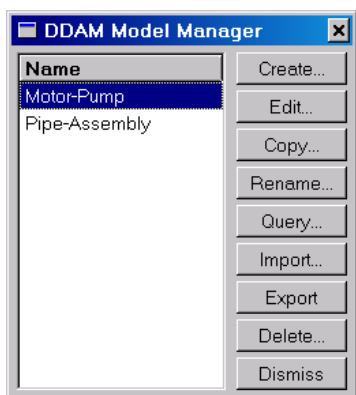 DDAM Model Manager
Name
Motor-Pump
Pipe-Assembly
Create...
Edit...
Copy...
Rename...
Query...
Import...
Export
Delete...
Dismiss